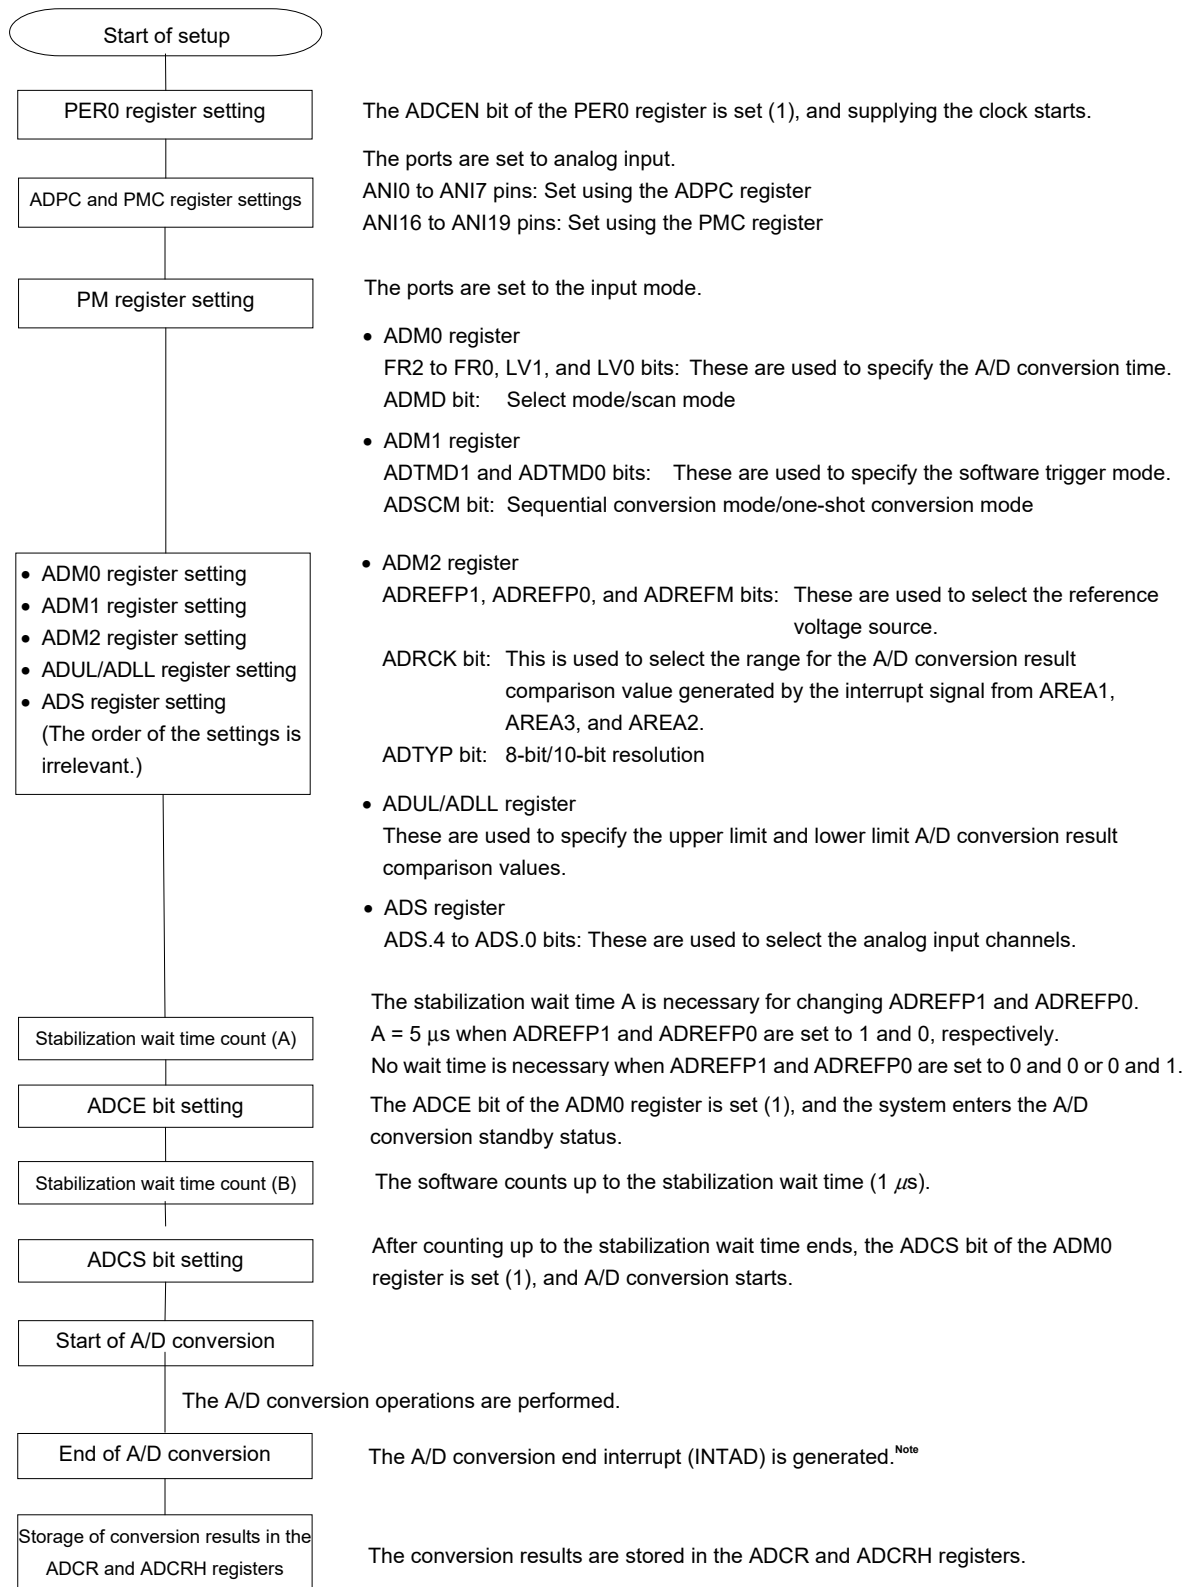 Start of setup
PER0 register setting
The ADCEN bit of the PER0 register is set (1), and supplying the clock starts.
ADPC and PMC register settings
The ports are set to analog input.
ANI0 to ANI7 pins: Set using the ADPC register
ANI16 to ANI19 pins: Set using the PMC register
PM register setting
The ports are set to the input mode.
• ADM0 register
FR2 to FR0, LV1, and LV0 bits: These are used to specify the A/D conversion time.
ADMD bit: Select mode/scan mode
• ADM1 register
ADTMD1 and ADTMD0 bits: These are used to specify the software trigger mode.
ADSCM bit: Sequential conversion mode/one-shot conversion mode
• ADM0 register setting
• ADM1 register setting
• ADM2 register setting
• ADUL/ADLL register setting
• ADS register setting
(The order of the settings is
irrelevant.)
• ADM2 register
ADREFP1, ADREFP0, and ADREFM bits: These are used to select the reference
voltage source.
ADRCK bit: This is used to select the range for the A/D conversion result
comparison value generated by the interrupt signal from AREA1,
AREA3, and AREA2.
ADTYP bit: 8-bit/10-bit resolution
• ADUL/ADLL register
These are used to specify the upper limit and lower limit A/D conversion result
comparison values.
• ADS register
ADS.4 to ADS.0 bits: These are used to select the analog input channels.
Stabilization wait time count (A)
The stabilization wait time A is necessary for changing ADREFP1 and ADREFP0.
A = 5 μs when ADREFP1 and ADREFP0 are set to 1 and 0, respectively.
No wait time is necessary when ADREFP1 and ADREFP0 are set to 0 and 0 or 0 and 1.
ADCE bit setting
The ADCE bit of the ADM0 register is set (1), and the system enters the A/D
conversion standby status.
Stabilization wait time count (B)
The software counts up to the stabilization wait time (1 μs).
ADCS bit setting
After counting up to the stabilization wait time ends, the ADCS bit of the ADM0
register is set (1), and A/D conversion starts.
Start of A/D conversion
The A/D conversion operations are performed.
End of A/D conversion
The A/D conversion end interrupt (INTAD) is generated.Note
Storage of conversion results in the
ADCR and ADCRH registers
The conversion results are stored in the ADCR and ADCRH registers.